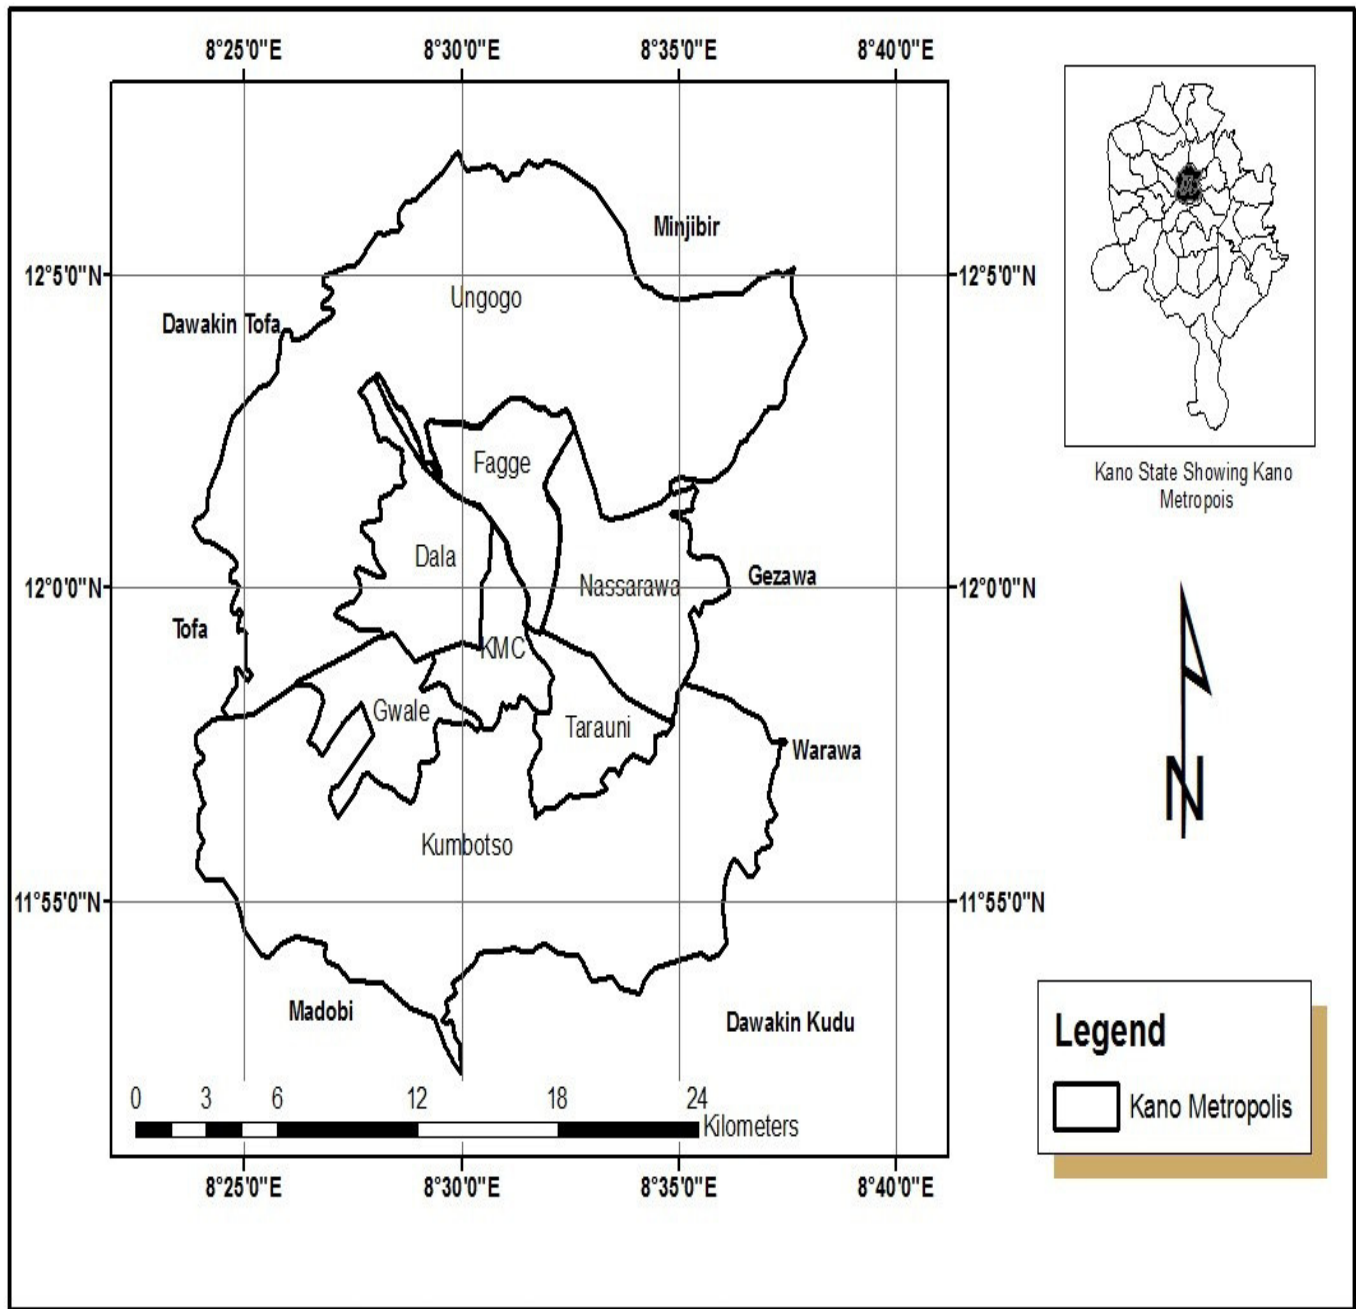 8°25'0"E 8°30'0"E 8°35'0"E 8°40'0"E
Minjibir
12°5'0"N 12°5'0"N
Ungogo
Dawakin Tofa
Fagge
Kano State Showing Kano
Metropois
Dala
12°0'0"N Nassarawa Gezawa 12°0'0"N
Tofa
KMC
Gwale
Tarauni
Warawa
Kumbotso
11°55'0"N 11°55'0"N
N
Madobi
Dawakin Kudu
Legend
Kano Metropolis
0 3 6 12 18 24
Kilometers
8°25'0"E 8°30'0"E 8°35'0"E 8°40'0"E